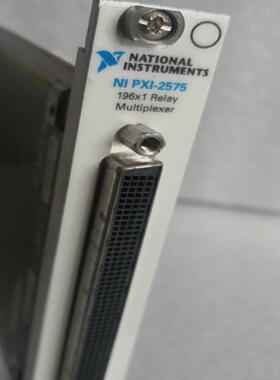 NATIONAL
INSTRUMENTS
NI PXI-2575
196x1 Relay
Multiplexer